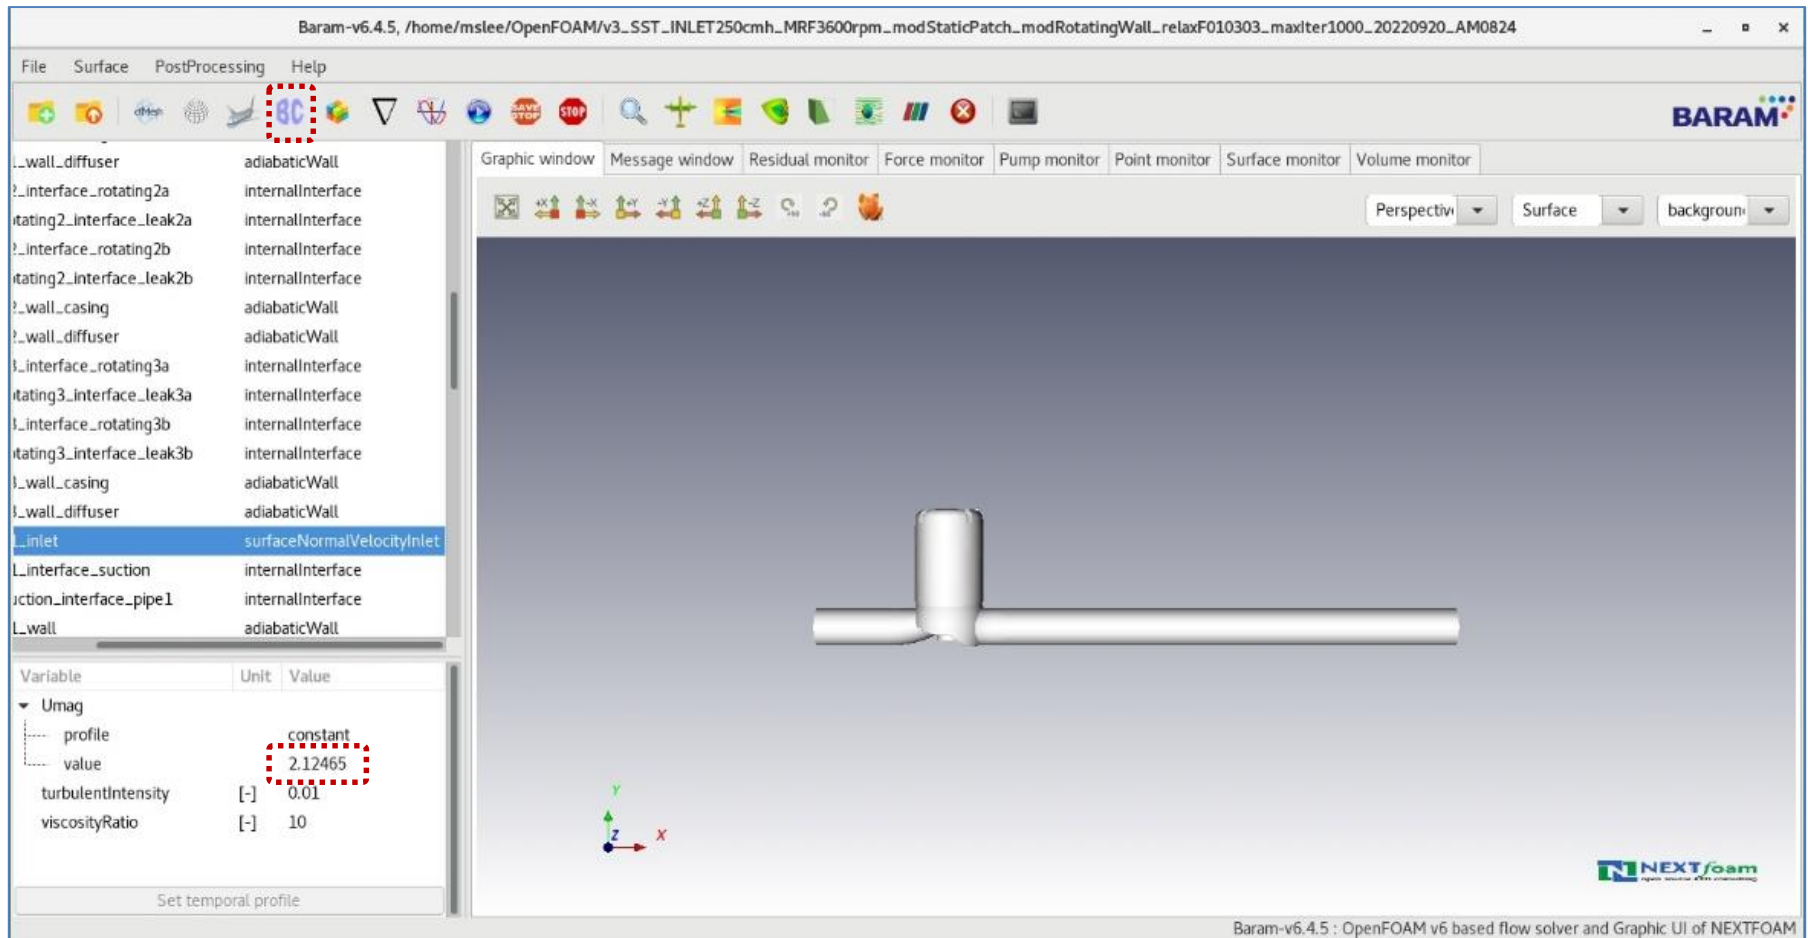 Baram-v6.4.5, /home/mslee/OpenFOAM/v3_SST_INLET250cmh_MRF3600rpm_modStaticPatch_modRotatingWall_relaxF010303_maxIter1000_20220920_AM0824
File Surface PostProcessing Help
dMesh BC SAVE STOP STOP
BARAM
_wall_diffuser adiabaticWall
_interface_rotating2a internalInterface
tating2_interface_leak2a internalInterface
_interface_rotating2b internalInterface
tating2_interface_leak2b internalInterface
_wall_casing adiabaticWall
_wall_diffuser adiabaticWall
_interface_rotating3a internalInterface
tating3_interface_leak3a internalInterface
_interface_rotating3b internalInterface
tating3_interface_leak3b internalInterface
_wall_casing adiabaticWall
_wall_diffuser adiabaticWall
_inlet surfaceNormalVelocityInlet
_interface_suction internalInterface
uction_interface_pipe1 internalInterface
_wall adiabaticWall
Variable Unit Value
Umag
profile constant
value 2.12465
turbulentIntensity [-] 0.01
viscosityRatio [-] 10
Set temporal profile
Graphic window Message window Residual monitor Force monitor Pump monitor Point monitor Surface monitor Volume monitor
+X -X +Y -Y +Z -Z
Perspectiv Surface backgroun
Y
Z X
NEXTfoam
Baram-v6.4.5 : OpenFOAM v6 based flow solver and Graphic UI of NEXTFOAM